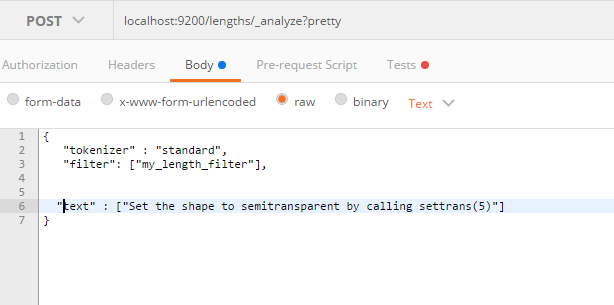 POST localhost:9200/lengths/_analyze?pretty
Authorization Headers Body Pre-request Script Tests
form-data x-www-form-urlencoded raw binary Text
1 {
2 "tokenizer" : "standard",
3 "filter": ["my_length_filter"],
4
5
6 "text" : ["Set the shape to semitransparent by calling settrans(5)"]
7 }